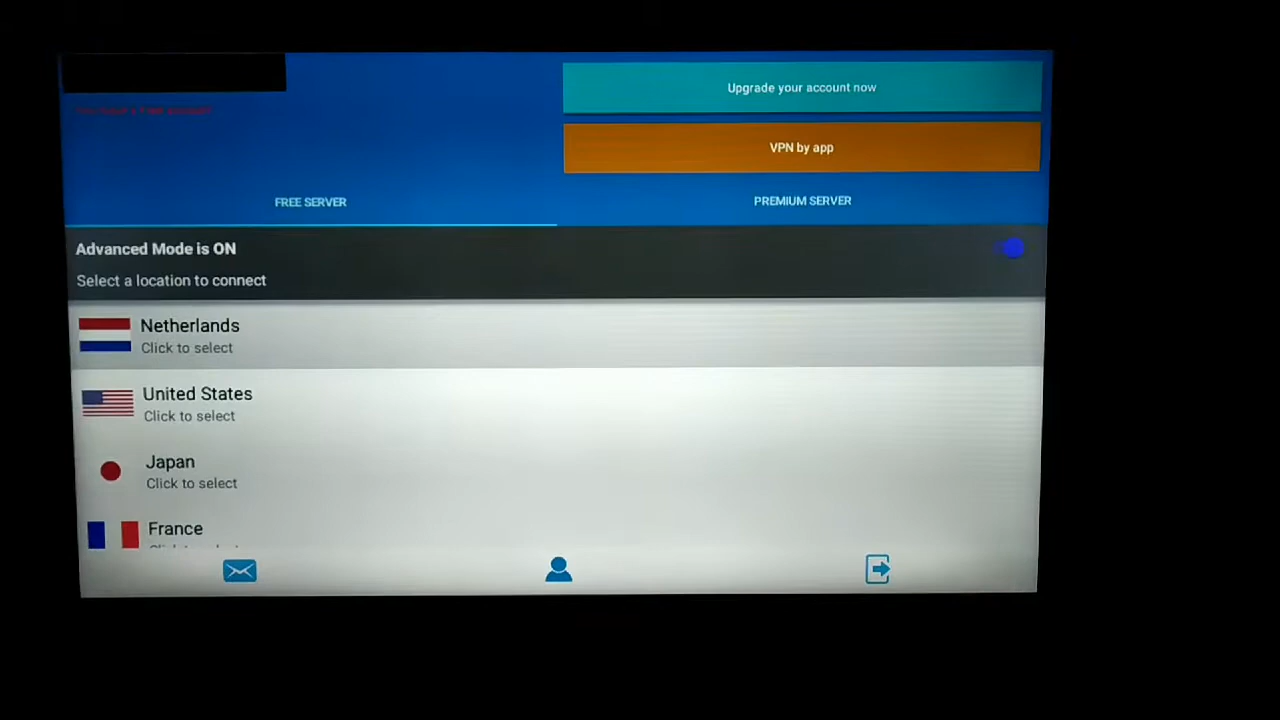 Upgrade your account now
VPN by app
FREE SERVER
PREMIUM SERVER
Advanced Mode is ON
Select a location to connect
Netherlands
Click to select
United States
Click to select
Japan
Click to select
France